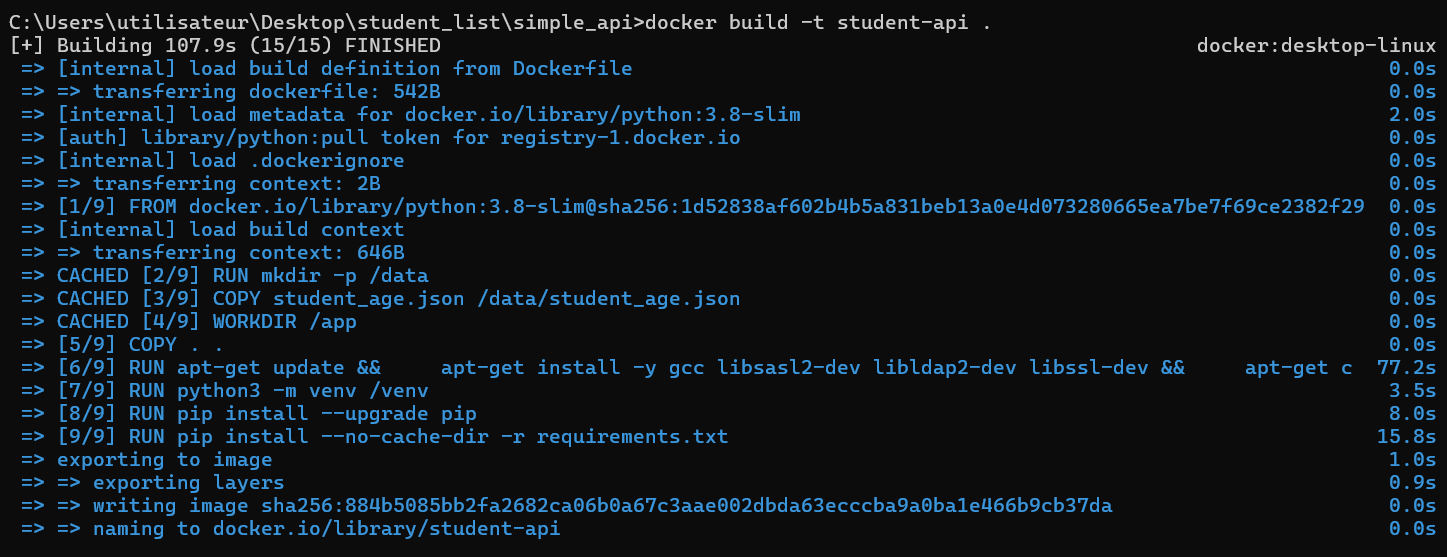 C:\Users\utilisateur\Desktop\student_list\simple_api>docker build -t student-api .
[+] Building 107.9s (15/15) FINISHED docker:desktop-linux
=> [internal] load build definition from Dockerfile 0.0s
=> => transferring dockerfile: 542B 0.0s
=> [internal] load metadata for docker.io/library/python:3.8-slim 2.0s
=> [auth] library/python:pull token for registry-1.docker.io 0.0s
=> [internal] load .dockerignore 0.0s
=> => transferring context: 2B 0.0s
=> [1/9] FROM docker.io/library/python:3.8-slim@sha256:1d52838af602b4b5a831beb13a0e4d073280665ea7be7f69ce2382f29 0.0s
=> [internal] load build context 0.0s
=> => transferring context: 646B 0.0s
=> CACHED [2/9] RUN mkdir -p /data 0.0s
=> CACHED [3/9] COPY student_age.json /data/student_age.json 0.0s
=> CACHED [4/9] WORKDIR /app 0.0s
=> [5/9] COPY . . 0.0s
=> [6/9] RUN apt-get update &&     apt-get install -y gcc libsasl2-dev libldap2-dev libssl-dev &&     apt-get c 77.2s
=> [7/9] RUN python3 -m venv /venv 3.5s
=> [8/9] RUN pip install --upgrade pip 8.0s
=> [9/9] RUN pip install --no-cache-dir -r requirements.txt 15.8s
=> exporting to image 1.0s
=> => exporting layers 0.9s
=> => writing image sha256:884b5085bb2fa2682ca06b0a67c3aae002dbda63ecccba9a0ba1e466b9cb37da 0.0s
=> => naming to docker.io/library/student-api 0.0s